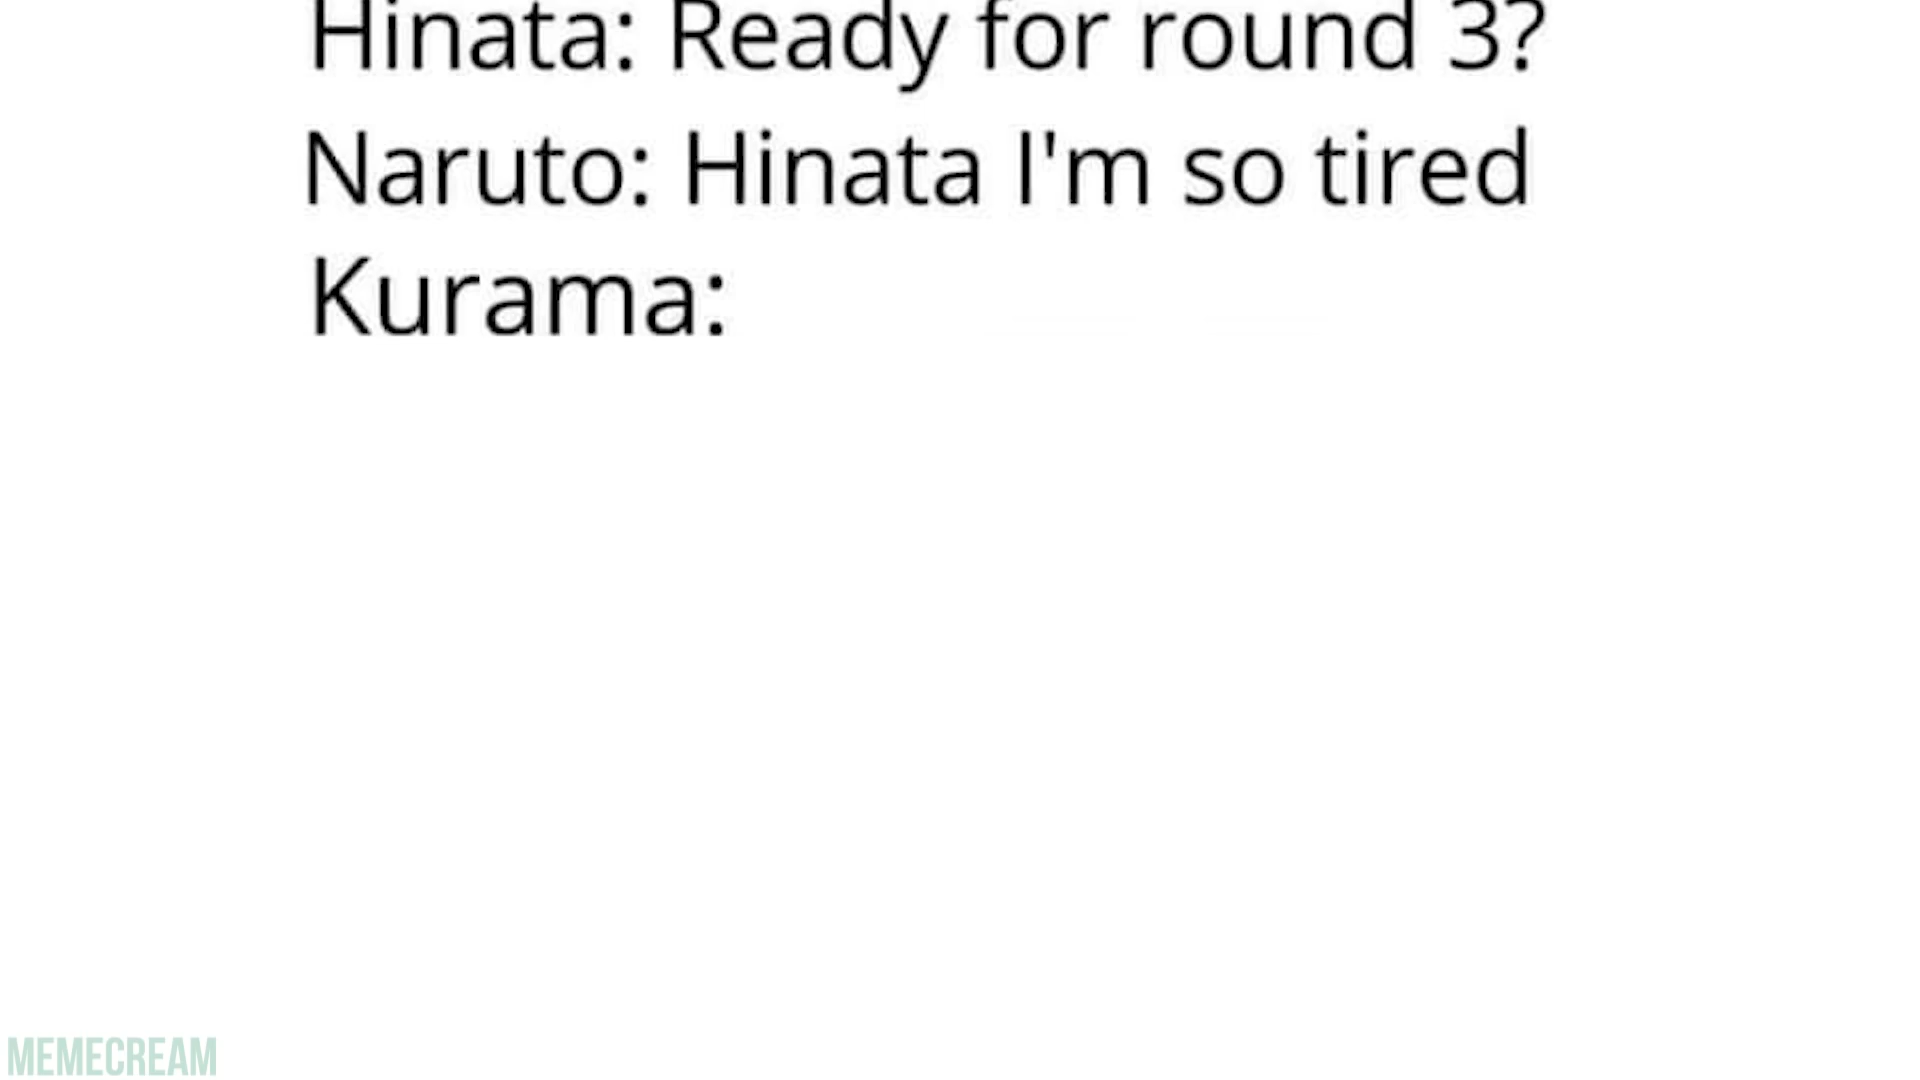 Hinata: Ready for round 3?
Naruto: Hinata I'm so tired
Kurama:
MEMECREAM